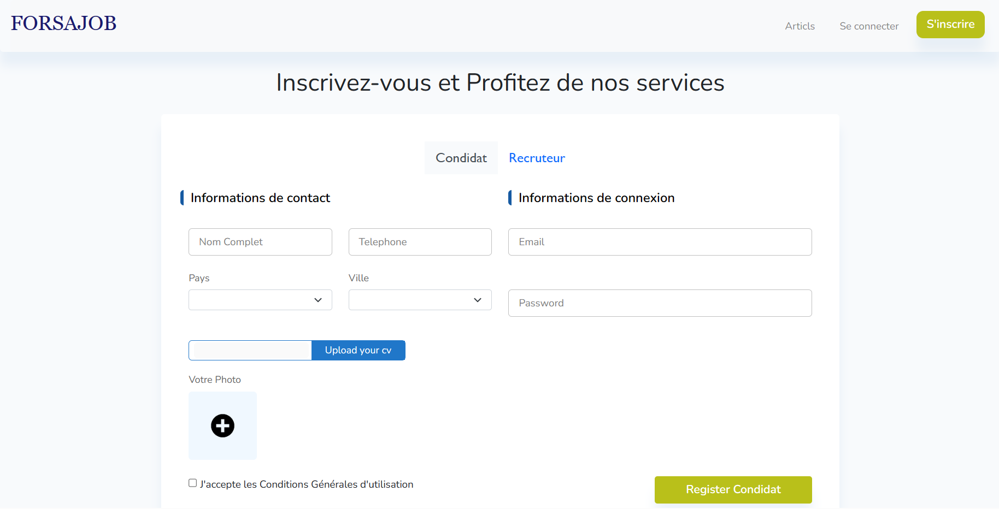 FORSAJOB
Articls
Se connecter
S'inscrire
Inscrivez-vous et Profitez de nos services
Condidat
Recruteur
Informations de contact
Informations de connexion
Nom Complet
Telephone
Email
Pays
Ville
Password
Upload your cv
Votre Photo
J'accepte les Conditions Générales d'utilisation
Register Condidat